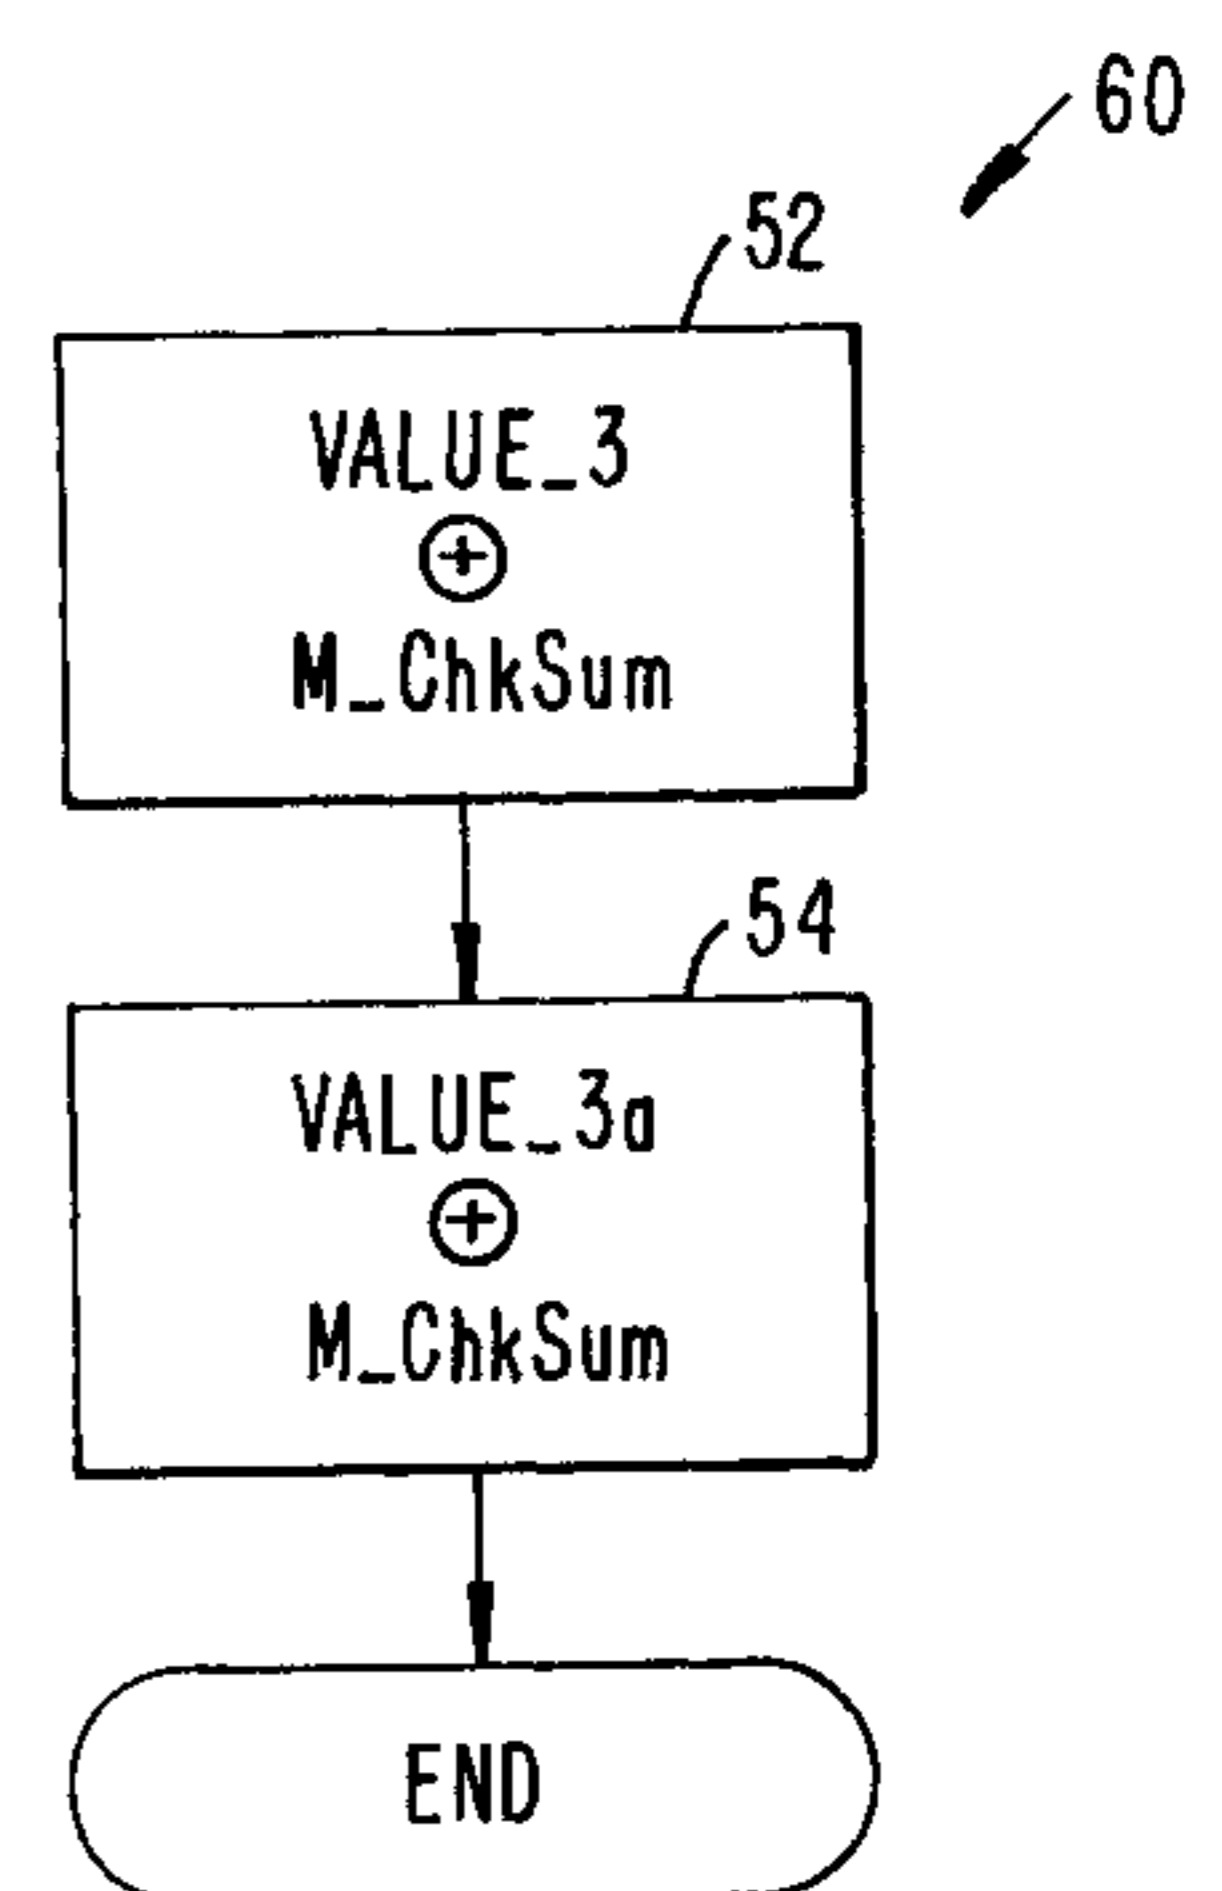 60
52
VALUE_3
⊕
M_ChkSum
54
VALUE_3a
⊕
M_ChkSum
END